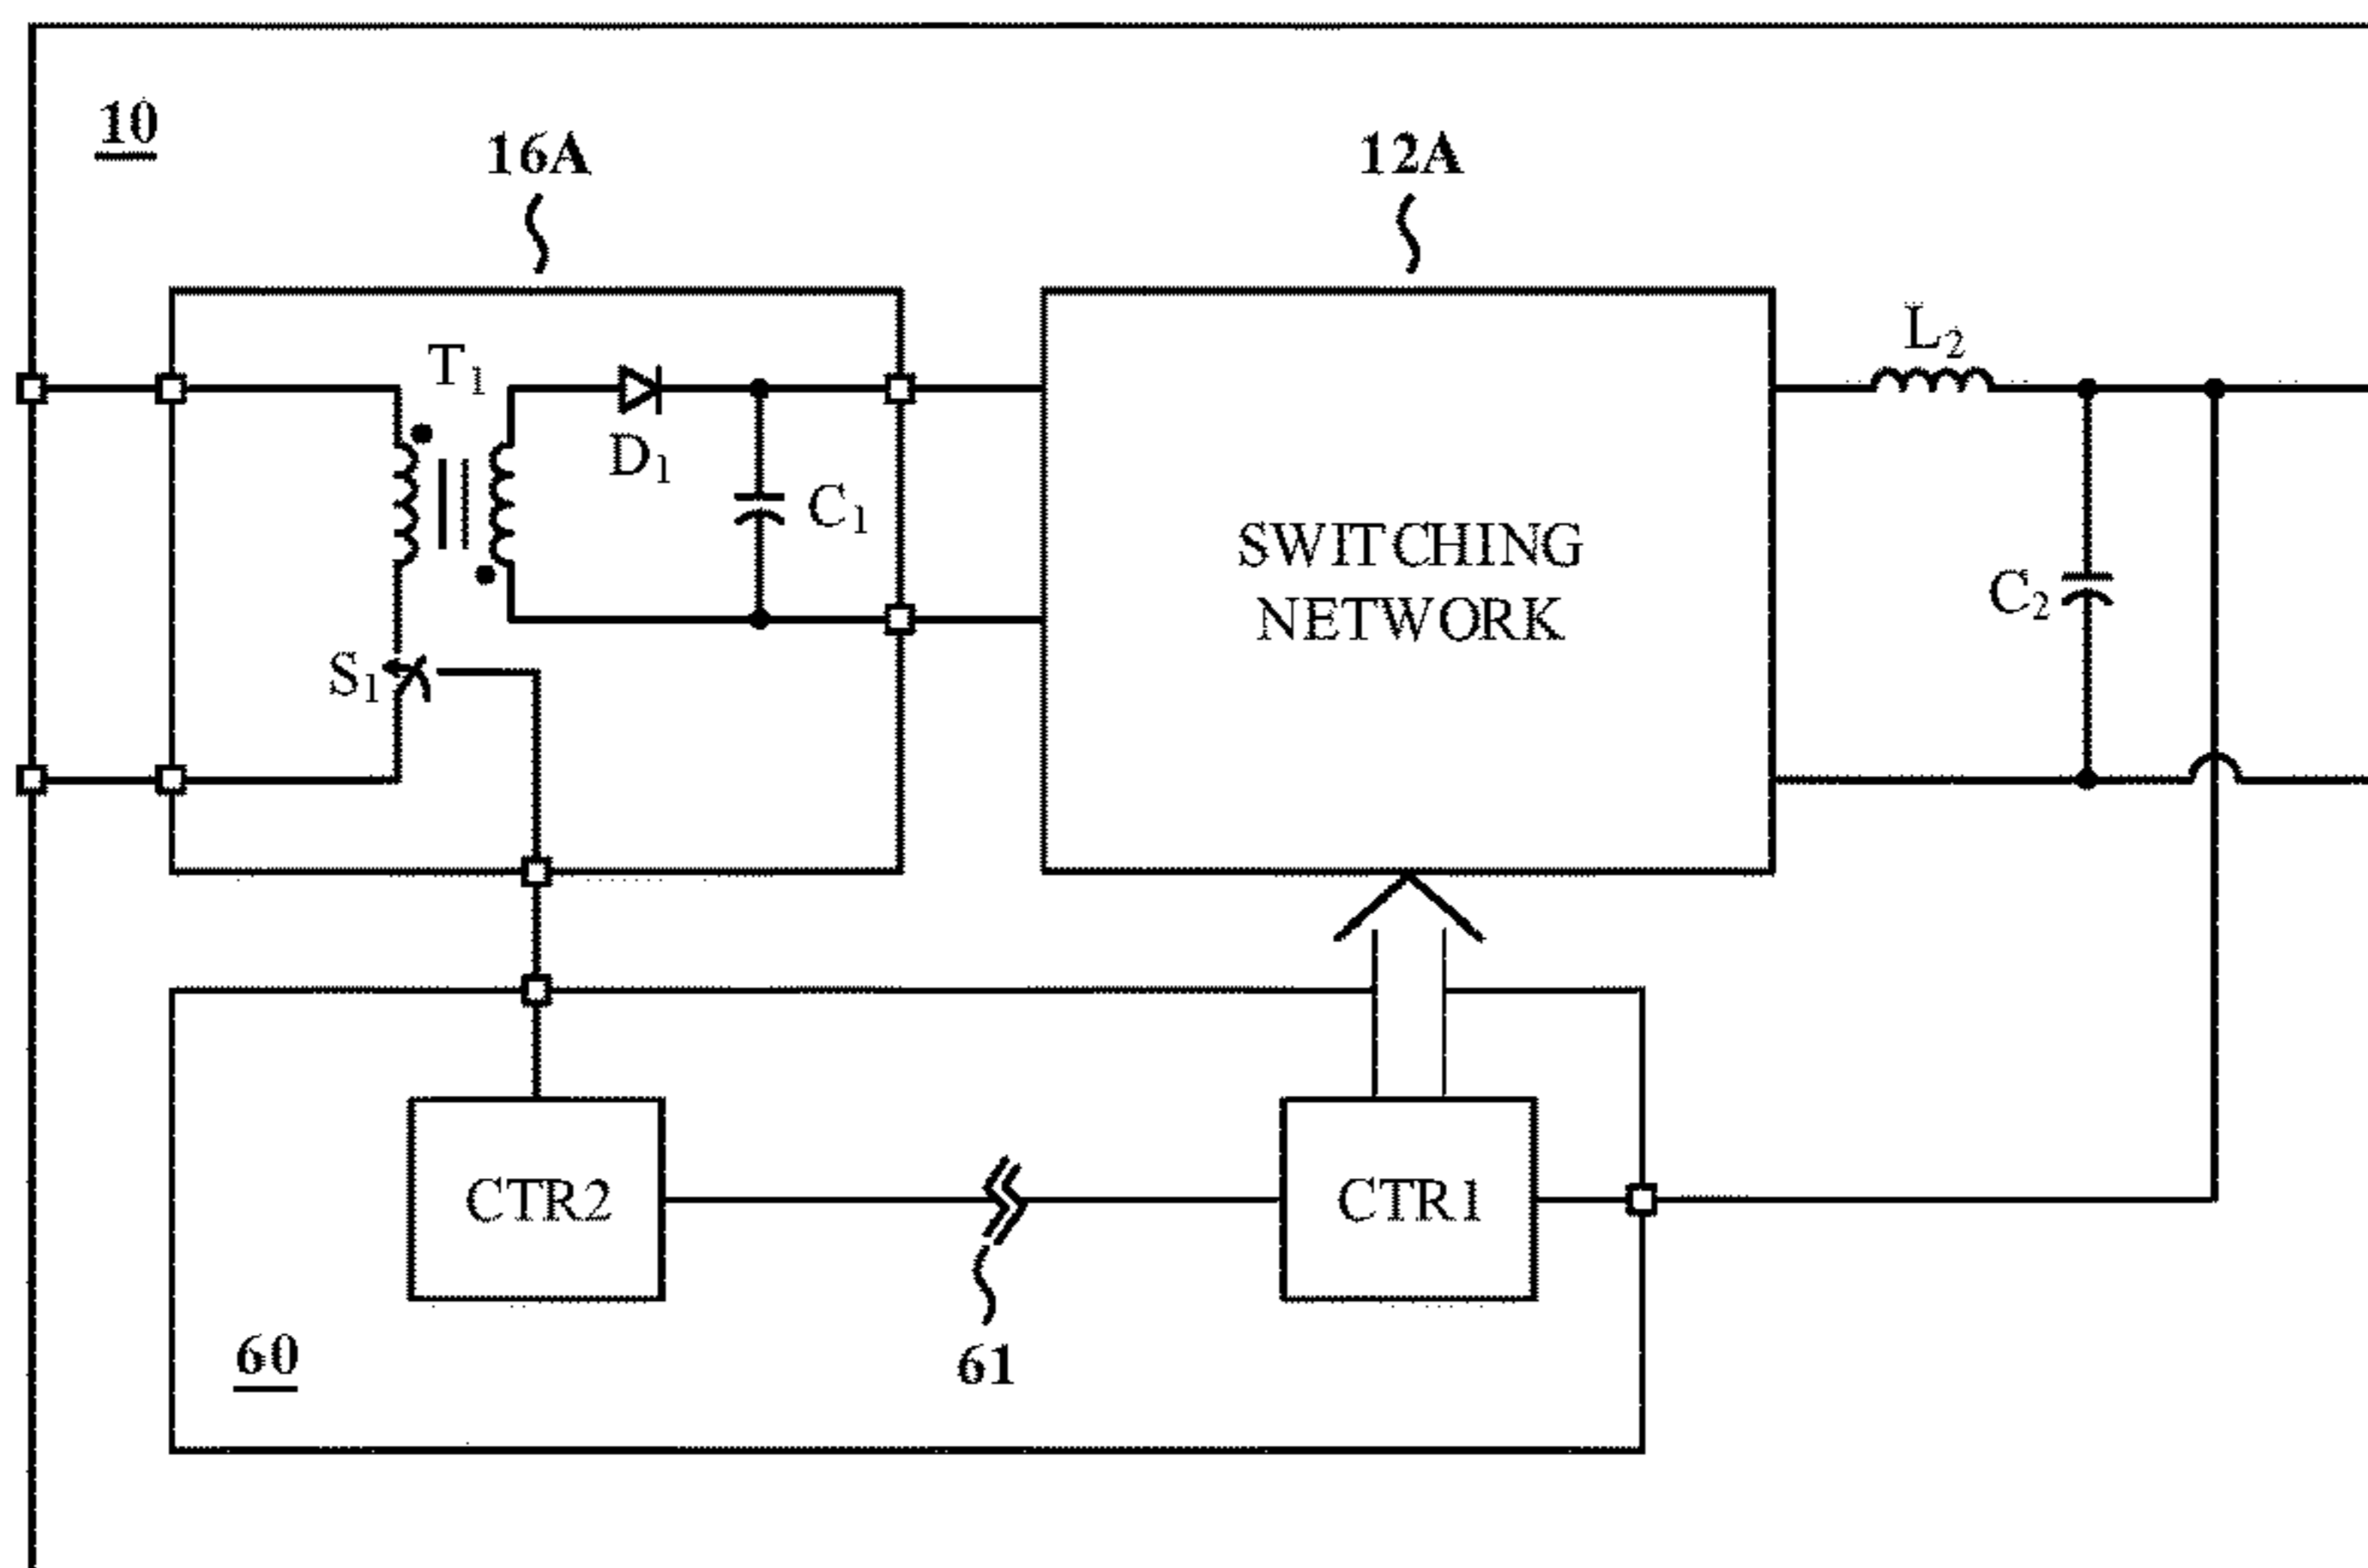 10
16A
12A
T1
D1
C1
S1
SWITCHING
NETWORK
L2
C2
CTR2
CTR1
60
61